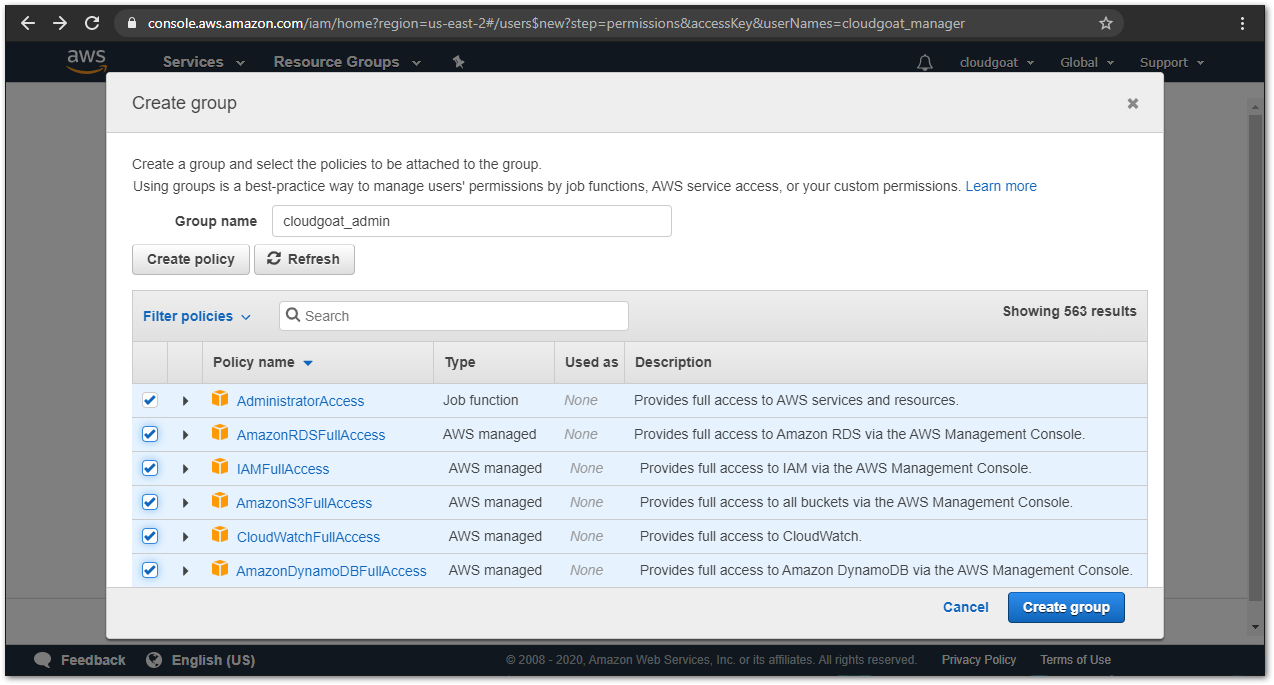 console.aws.amazon.com/iam/home?region=us-east-2#/users$new?step=permissions&accessKey&userNames=cloudgoat_manager
aws Services Resource Groups cloudgoat Global Support
Create group
Create a group and select the policies to be attached to the group.
Using groups is a best-practice way to manage users' permissions by job functions, AWS service access, or your custom permissions. Learn more
Group name cloudgoat_admin
Create policy Refresh
Filter policies Search Showing 563 results
Policy name Type Used as Description
AdministratorAccess Job function None Provides full access to AWS services and resources.
AmazonRDSFullAccess AWS managed None Provides full access to Amazon RDS via the AWS Management Console.
IAMFullAccess AWS managed None Provides full access to IAM via the AWS Management Console.
AmazonS3FullAccess AWS managed None Provides full access to all buckets via the AWS Management Console.
CloudWatchFullAccess AWS managed None Provides full access to CloudWatch.
AmazonDynamoDBFullAccess AWS managed None Provides full access to Amazon DynamoDB via the AWS Management Console.
Cancel Create group
Feedback English (US) © 2008 - 2020, Amazon Web Services, Inc. or its affiliates. All rights reserved. Privacy Policy Terms of Use